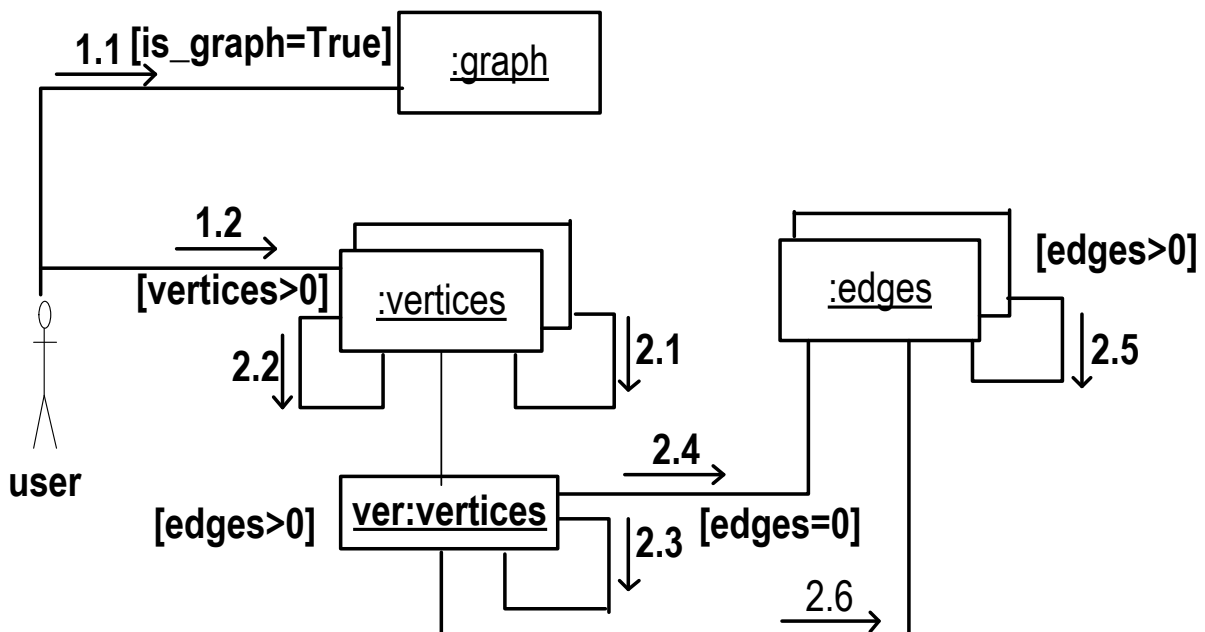 1.1 [is_graph=True]
:graph
1.2
[vertices>0]
:vertices
:edges
[edges>0]
2.2
2.1
2.5
user
2.4
[edges>0]
ver:vertices
2.3
[edges=0]
2.6